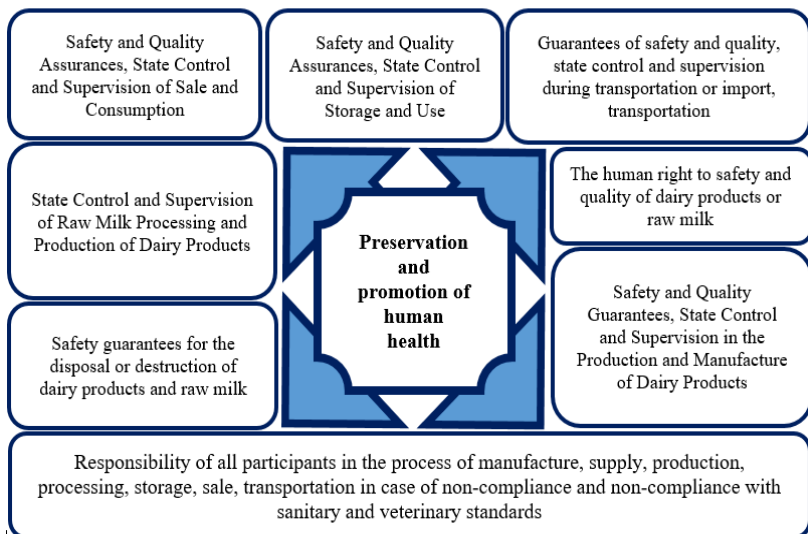 Safety and Quality
Assurances, State Control
and Supervision of Sale and
Consumption
Safety and Quality
Assurances, State Control
and Supervision of
Storage and Use
Guarantees of safety and quality,
state control and supervision
during transportation or import,
transportation
State Control and Supervision
of Raw Milk Processing and
Production of Dairy Products
The human right to safety and
quality of dairy products or
raw milk
Preservation
and
promotion of
human
health
Safety guarantees for the
disposal or destruction of
dairy products and raw milk
Safety and Quality
Guarantees, State Control
and Supervision in the
Production and Manufacture
of Dairy Products
Responsibility of all participants in the process of manufacture, supply, production,
processing, storage, sale, transportation in case of non-compliance and non-compliance with
sanitary and veterinary standards